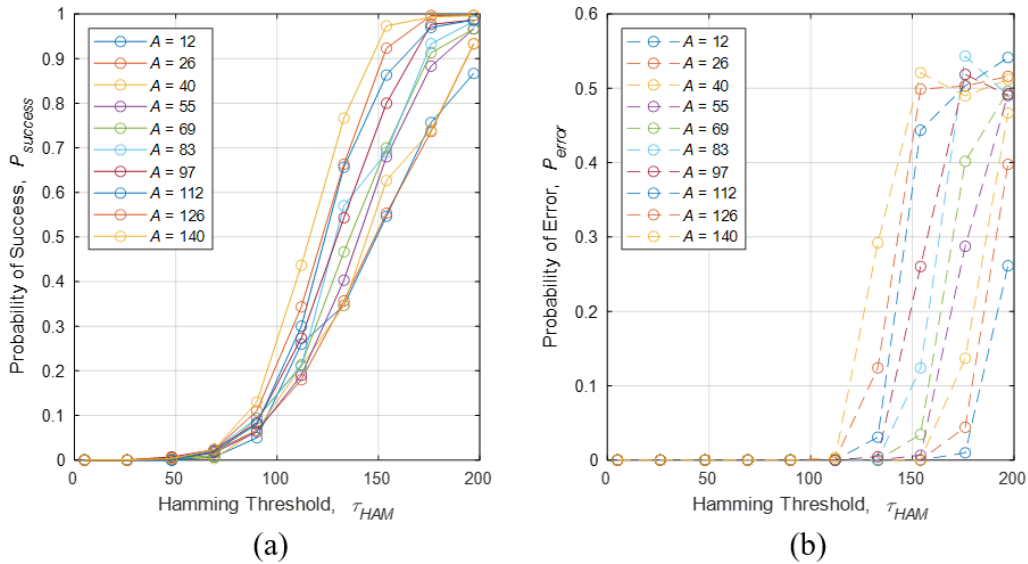 1
0.9
0.8
0.7
0.6
0.5
0.4
0.3
0.2
0.1
0
Probability of Success, P_success
A = 12
A = 26
A = 40
A = 55
A = 69
A = 83
A = 97
A = 112
A = 126
A = 140
0 50 100 150 200
Hamming Threshold, τ_HAM
(a)
0.6
0.5
0.4
0.3
0.2
0.1
0
Probability of Error, P_error
A = 12
A = 26
A = 40
A = 55
A = 69
A = 83
A = 97
A = 112
A = 126
A = 140
0 50 100 150 200
Hamming Threshold, τ_HAM
(b)